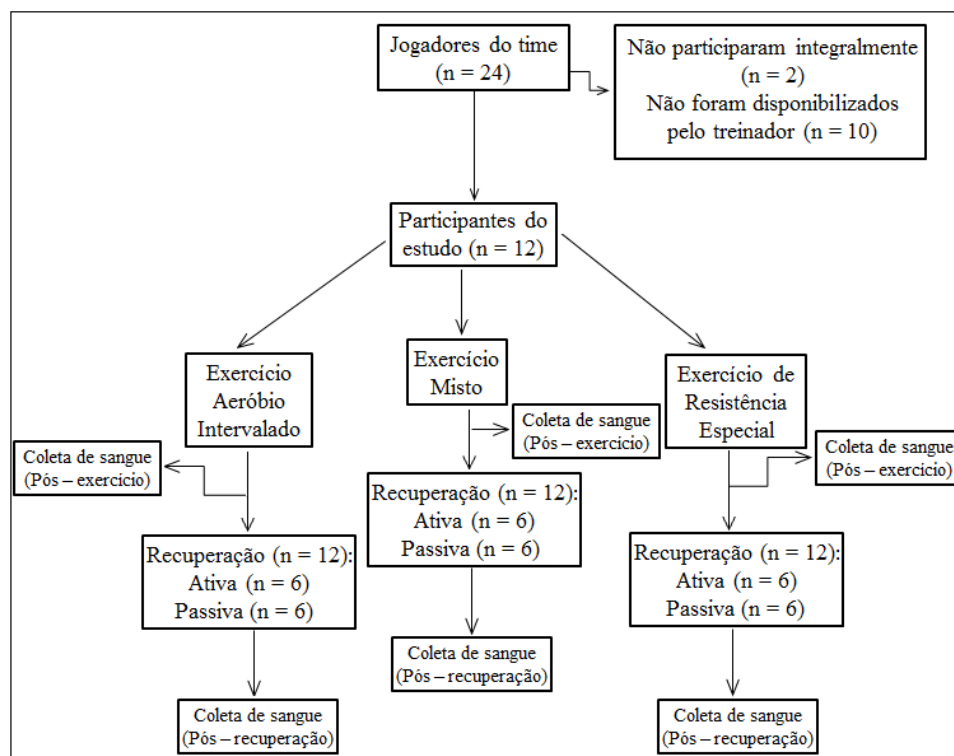 Jogadores do time
(n = 24)
Não participaram integralmente
(n = 2)
Não foram disponibilizados
pelo treinador (n = 10)
Participantes do
estudo (n = 12)
Exercício
Aeróbio
Intervalado
Exercício
Misto
Exercício de
Resistência
Especial
Coleta de sangue
(Pós – exercício)
Coleta de sangue
(Pós – exercício)
Coleta de sangue
(Pós – exercício)
Recuperação (n = 12):
Ativa (n = 6)
Passiva (n = 6)
Recuperação (n = 12):
Ativa (n = 6)
Passiva (n = 6)
Recuperação (n = 12):
Ativa (n = 6)
Passiva (n = 6)
Coleta de sangue
(Pós – recuperação)
Coleta de sangue
(Pós – recuperação)
Coleta de sangue
(Pós – recuperação)